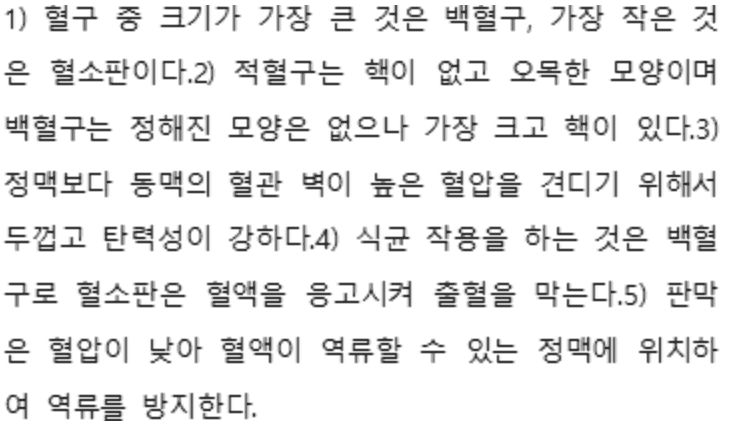 1) 혈구 중 크기가 가장 큰 것은 백혈구, 가장 작은 것
은 혈소판이다.2) 적혈구는 핵이 없고 오목한 모양이며
백혈구는 정해진 모양은 없으나 가장 크고 핵이 있다.3)
정맥보다 동맥의 혈관 벽이 높은 혈압을 견디기 위해서
두껍고 탄력성이 강하다.4) 식균 작용을 하는 것은 백혈
구로 혈소판은 혈액을 응고시켜 출혈을 막는다.5) 판막
은 혈압이 낮아 혈액이 역류할 수 있는 정맥에 위치하
여 역류를 방지한다.